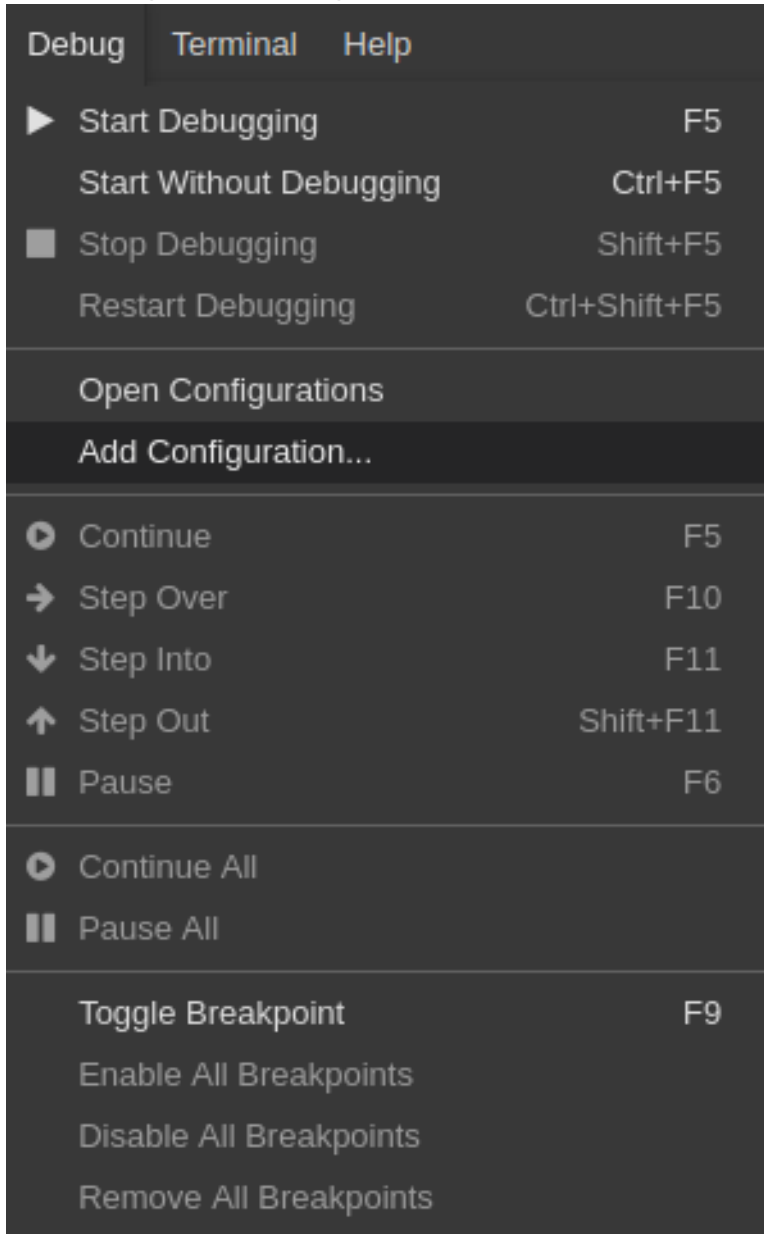 Debug Terminal Help
Start Debugging F5
Start Without Debugging Ctrl+F5
Stop Debugging Shift+F5
Restart Debugging Ctrl+Shift+F5
Open Configurations
Add Configuration...
Continue F5
Step Over F10
Step Into F11
Step Out Shift+F11
Pause F6
Continue All
Pause All
Toggle Breakpoint F9
Enable All Breakpoints
Disable All Breakpoints
Remove All Breakpoints